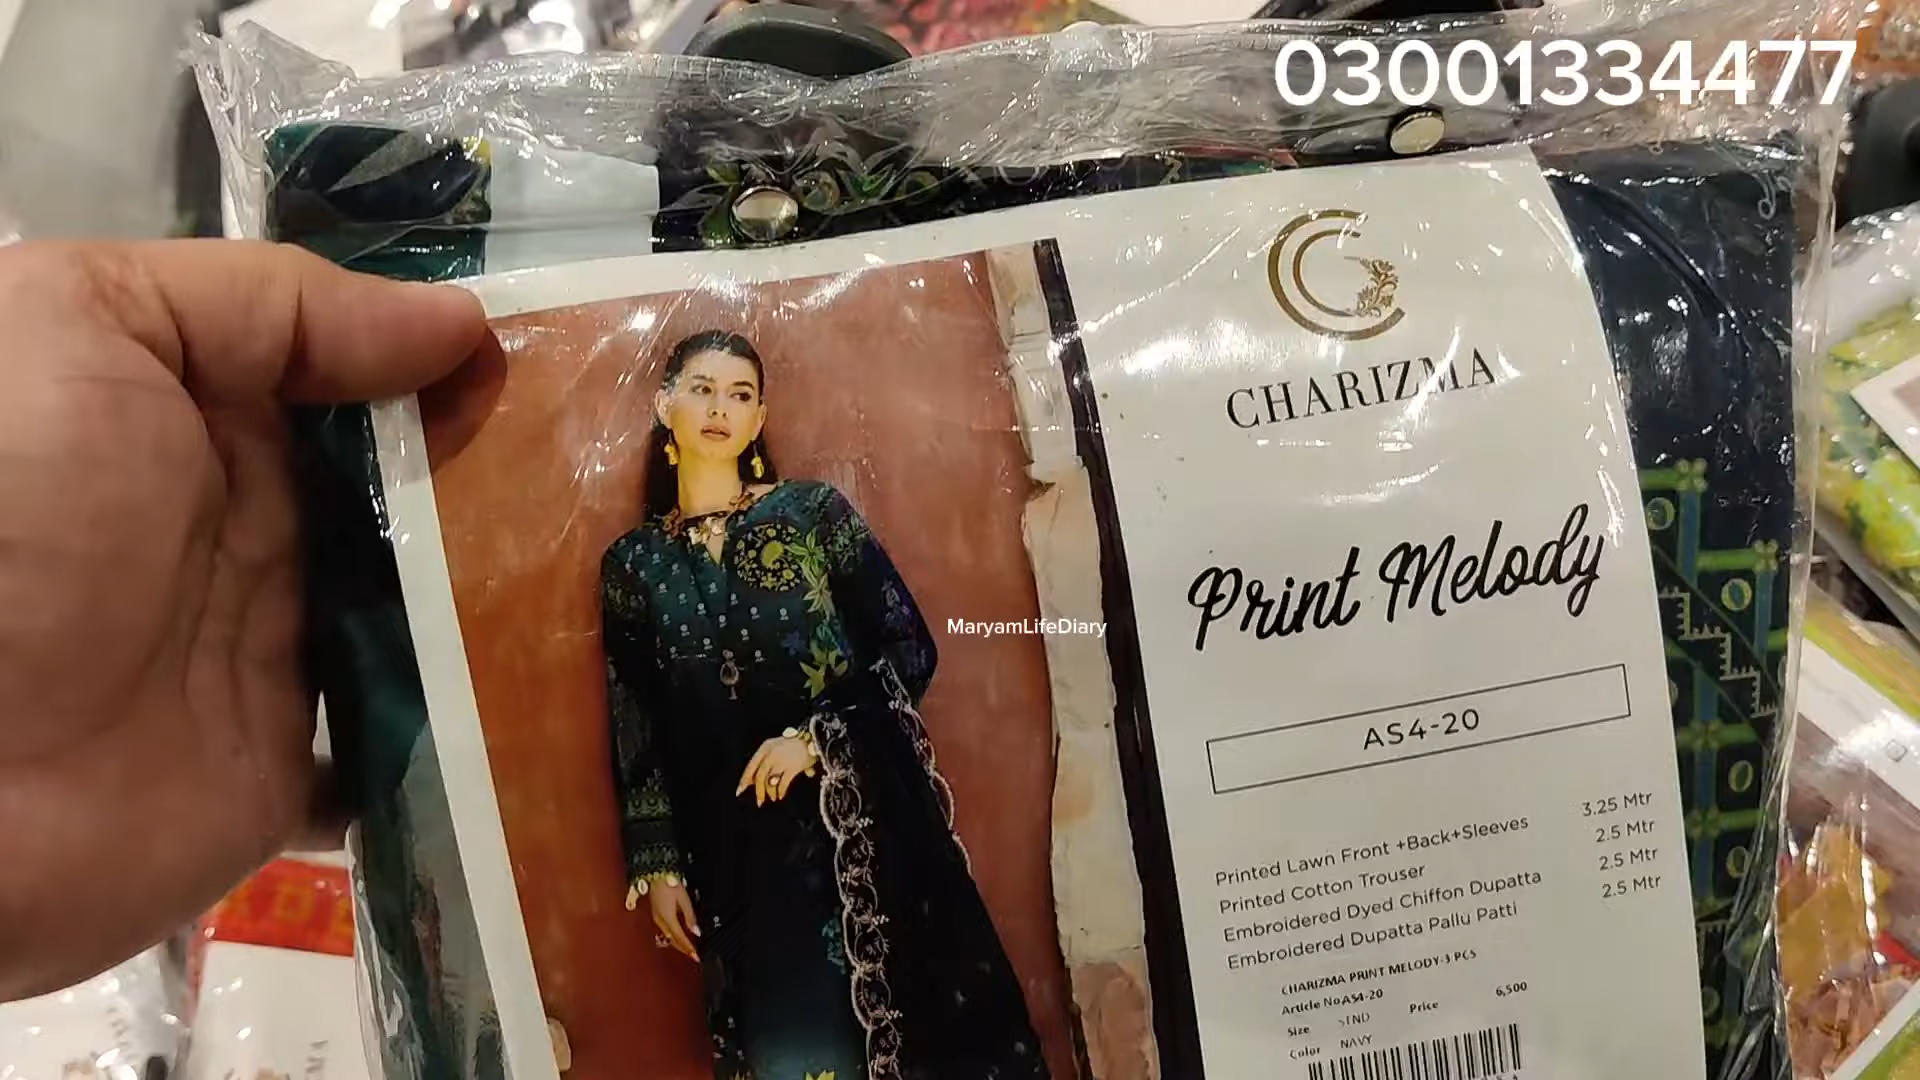 03001334477
CHARIZMA
Print Melody
MaryamLifeDiary
AS4-20
Printed Lawn Front +Back+Sleeves 3.25 Mtr
Printed Cotton Trouser 2.5 Mtr
Embroidered Dyed Chiffon Dupatta 2.5 Mtr
Embroidered Dupatta Pallu Patti 2.5 Mtr
CHARIZMA PRINT MELODY-3 PCS
Article No AS4-20 Price 6,500
Size STND
Color NAVY